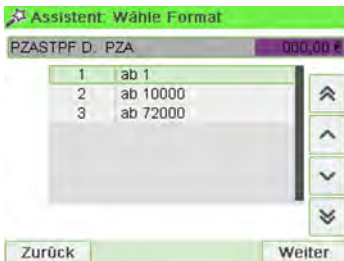 Assistent: Wähle Format
PZASTPF D. PZA 000,00 €
1 ab 1
2 ab 10000
3 ab 72000
Zurück Weiter